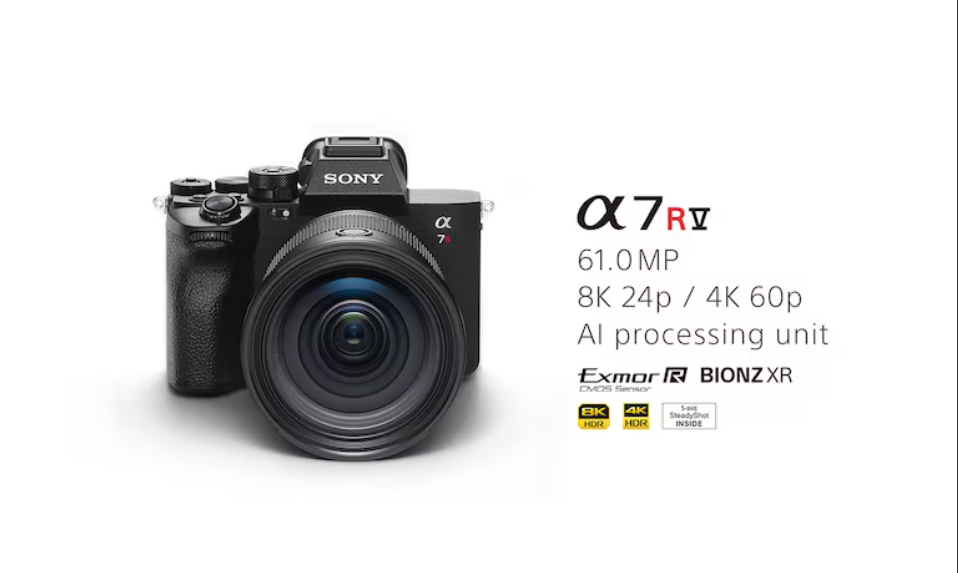 SONY
α
7R
α7RV
61.0MP
8K 24p / 4K 60p
AI processing unit
Exmor R BIONZ XR
CMOS Sensor
8K HDR 4K HDR 5-axis SteadyShot INSIDE